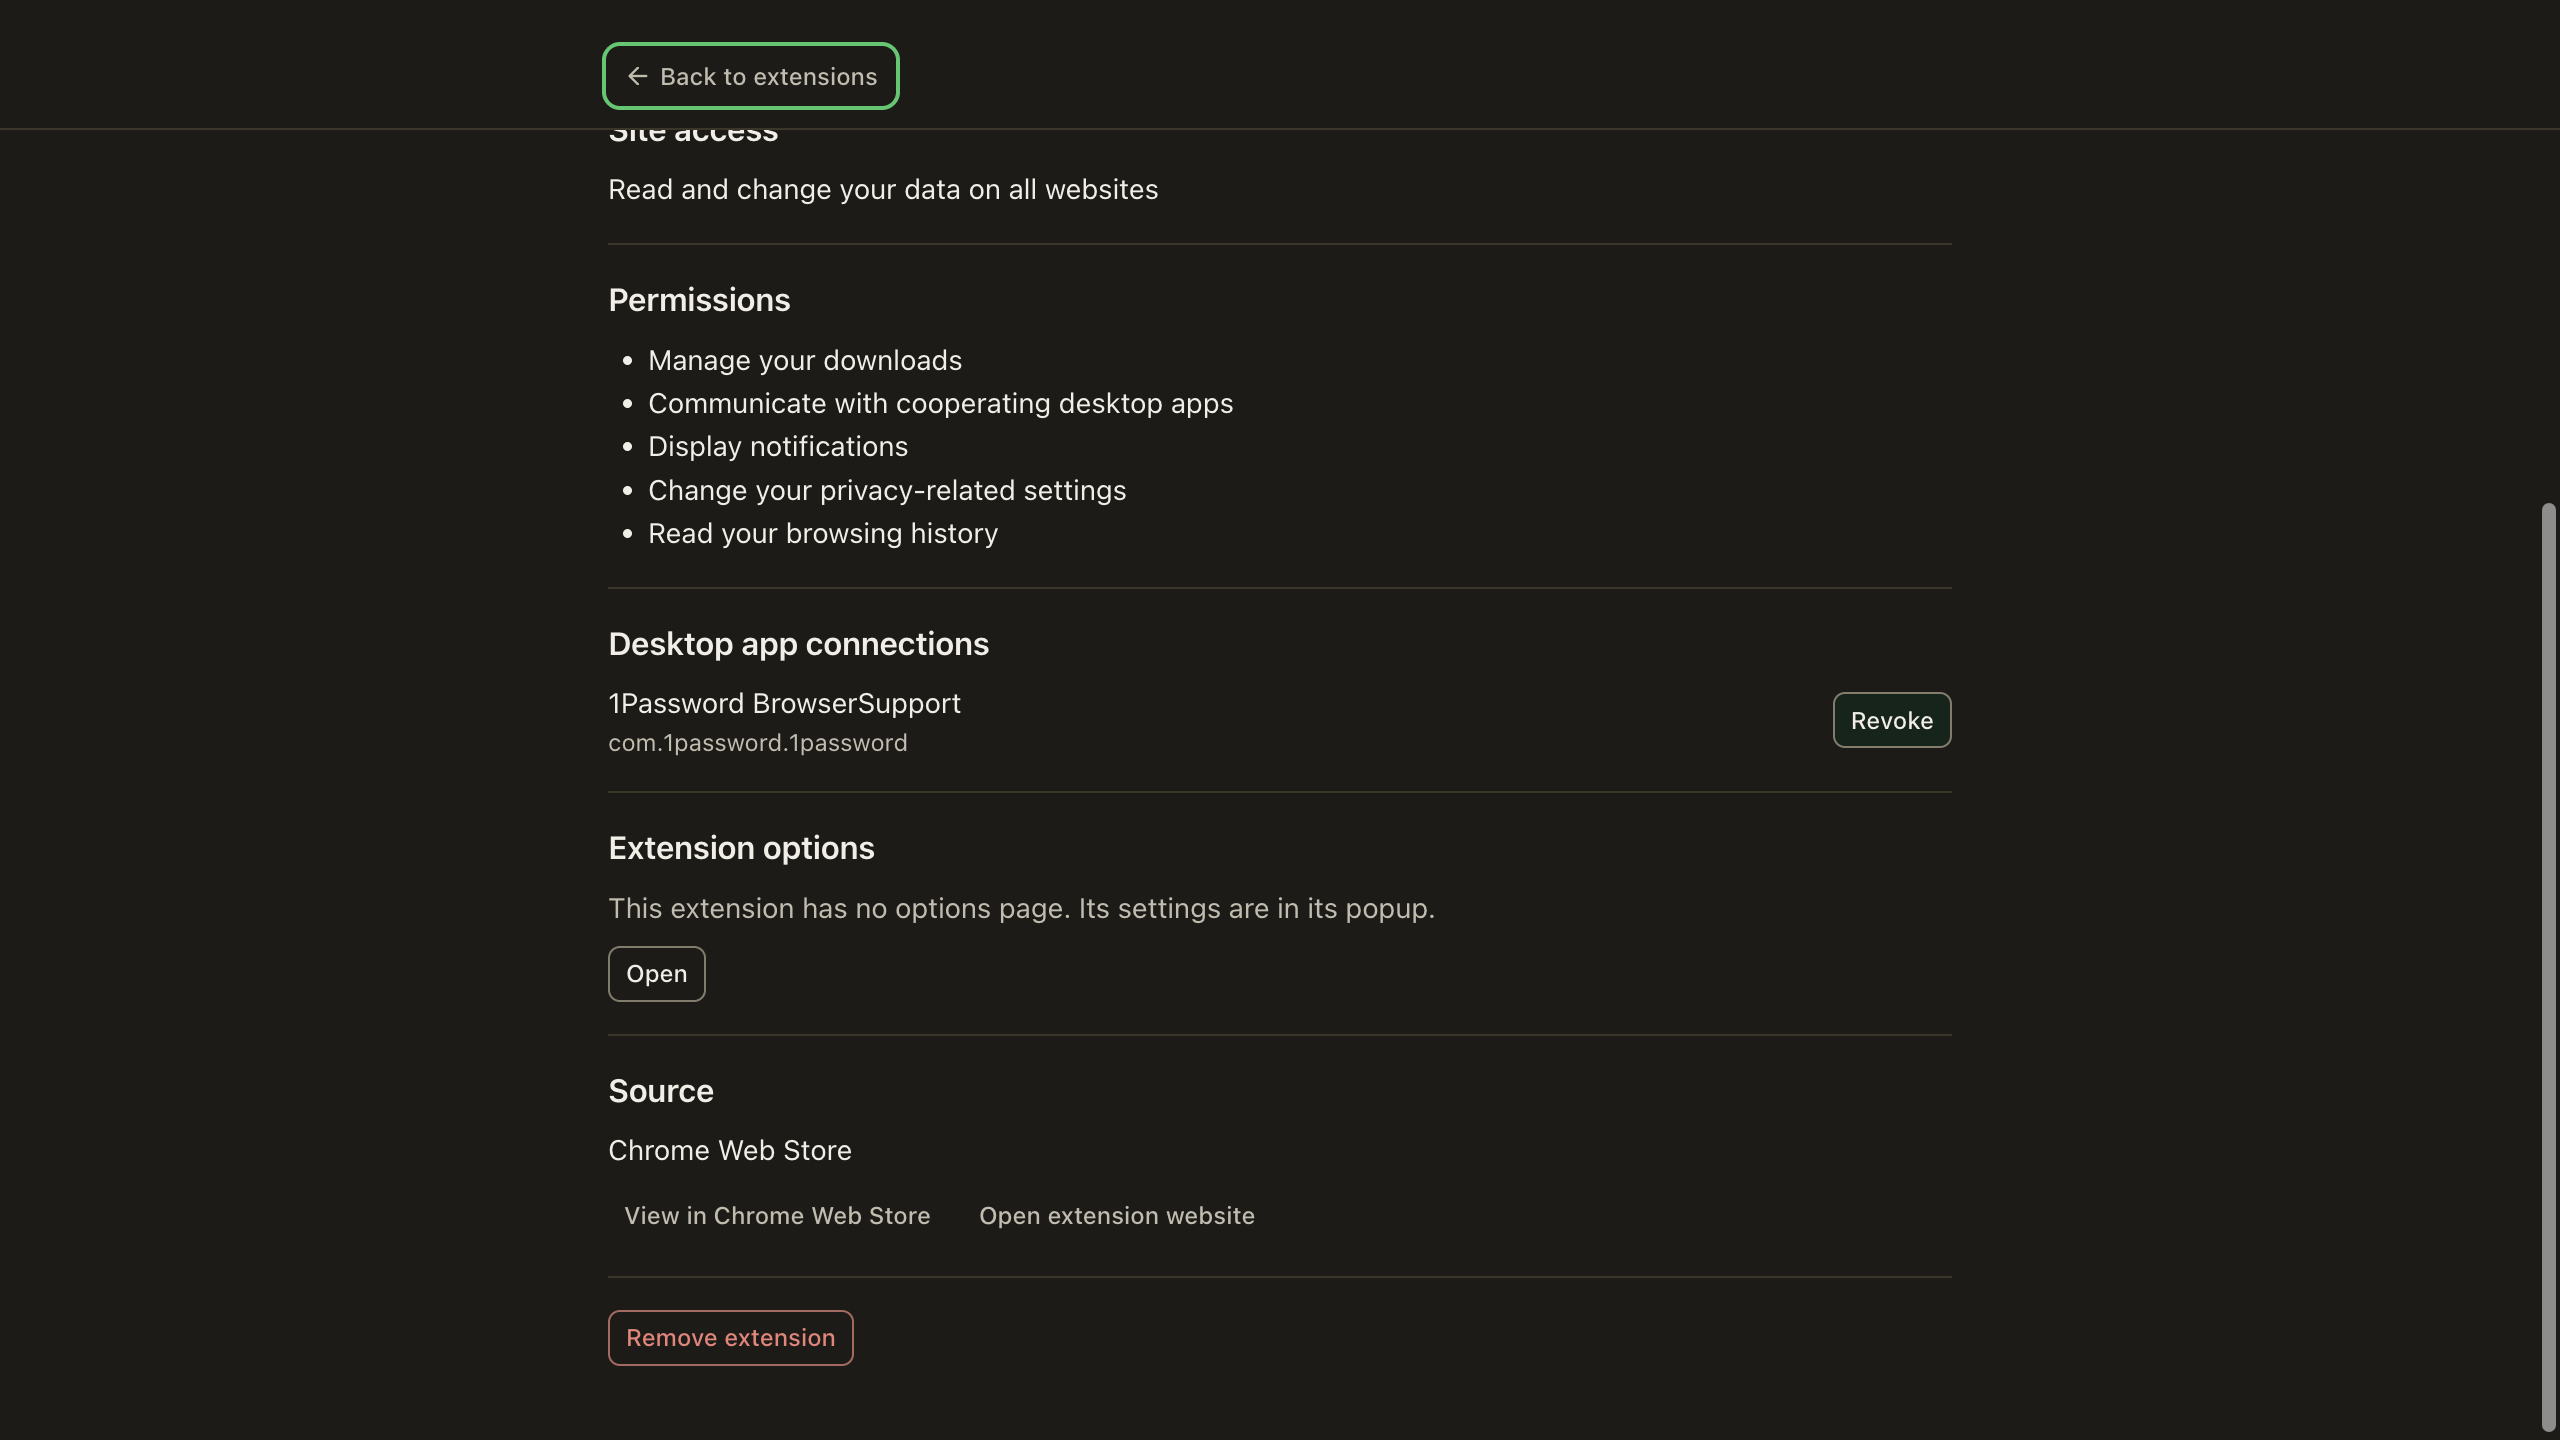 Back to extensions
Site access
Read and change your data on all websites
Permissions
• Manage your downloads
• Communicate with cooperating desktop apps
• Display notifications
• Change your privacy-related settings
• Read your browsing history
Desktop app connections
1Password BrowserSupport
com.1password.1password
Revoke
Extension options
This extension has no options page. Its settings are in its popup.
Open
Source
Chrome Web Store
View in Chrome Web Store
Open extension website
Remove extension